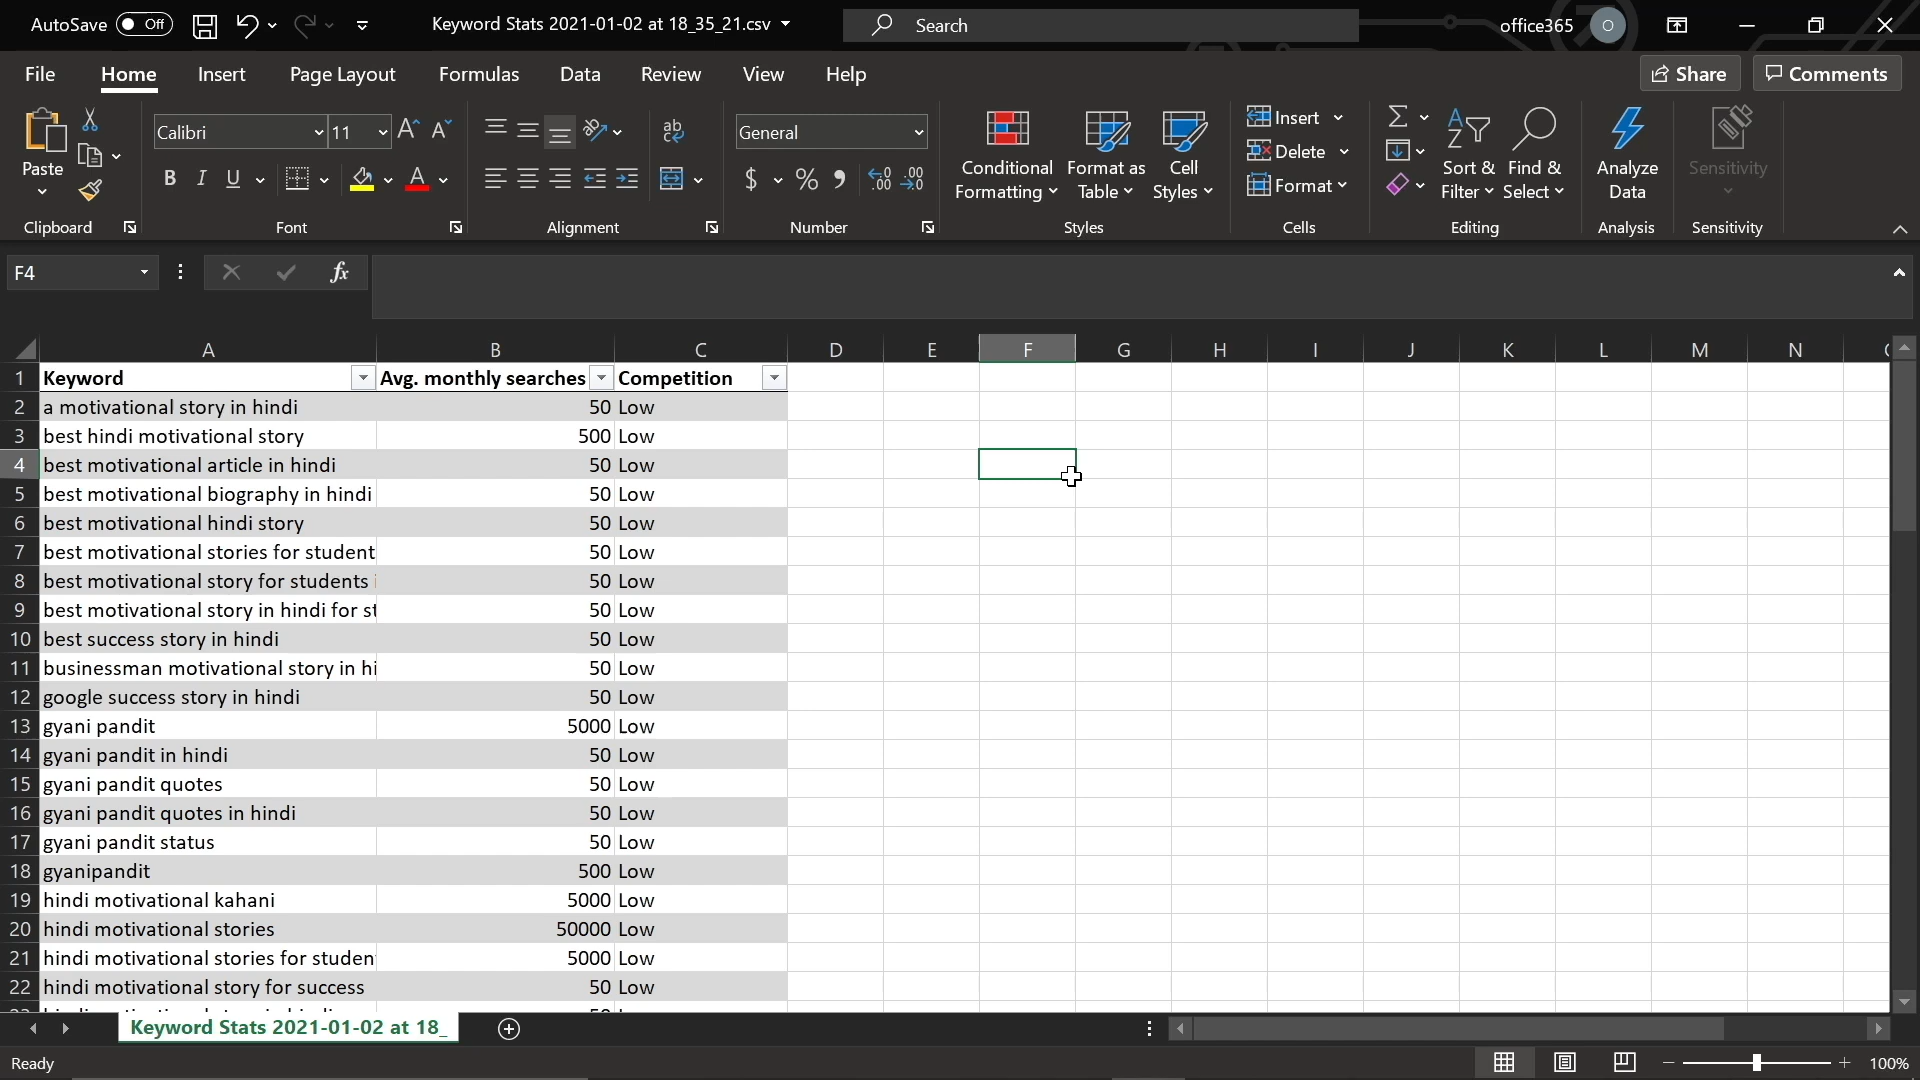 AutoSave Off Keyword Stats 2021-01-02 at 18_35_21.csv Search office365 O
File Home Insert Page Layout Formulas Data Review View Help Share Comments
Paste
Clipboard
Calibri 11
B I U A
Font
ab
Alignment
General
$ % ,
Number
Conditional Formatting
Format as Table
Cell Styles
Styles
Insert
Delete
Format
Cells
Sort & Filter
Find & Select
Editing
Analyze Data
Analysis
Sensitivity
Sensitivity
F4 fx
A B C D E F G H I J K L M N
1 Keyword Avg. monthly searches Competition
2 a motivational story in hindi 50 Low
3 best hindi motivational story 500 Low
4 best motivational article in hindi 50 Low
5 best motivational biography in hindi 50 Low
6 best motivational hindi story 50 Low
7 best motivational stories for student 50 Low
8 best motivational story for students 50 Low
9 best motivational story in hindi for st 50 Low
10 best success story in hindi 50 Low
11 businessman motivational story in hi 50 Low
12 google success story in hindi 50 Low
13 gyani pandit 5000 Low
14 gyani pandit in hindi 50 Low
15 gyani pandit quotes 50 Low
16 gyani pandit quotes in hindi 50 Low
17 gyani pandit status 50 Low
18 gyanipandit 500 Low
19 hindi motivational kahani 5000 Low
20 hindi motivational stories 50000 Low
21 hindi motivational stories for studen 5000 Low
22 hindi motivational story for success 50 Low
Keyword Stats 2021-01-02 at 18_
Ready 100%